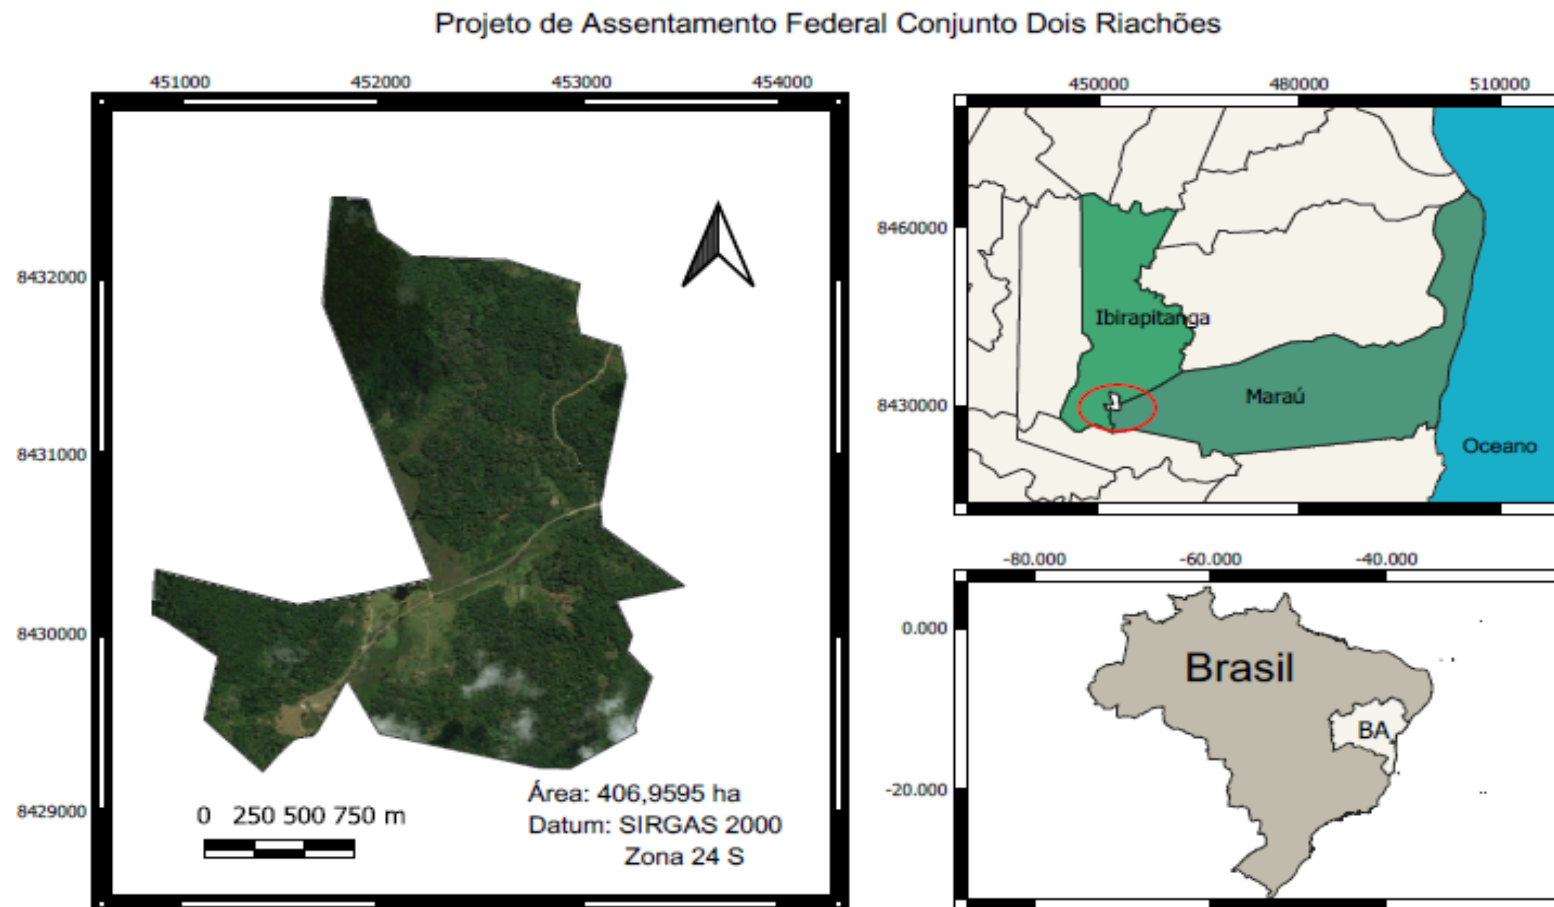 Projeto de Assentamento Federal Conjunto Dois Riachões
451000 452000 453000 454000
8432000
8431000
8430000
8429000
0 250 500 750 m
Área: 406,9595 ha
Datum: SIRGAS 2000
Zona 24 S
450000 480000 510000
8460000
8430000
Ibirapitanga
Maraú
Oceano
-80.000 -60.000 -40.000
0.000
-20.000
Brasil
BA